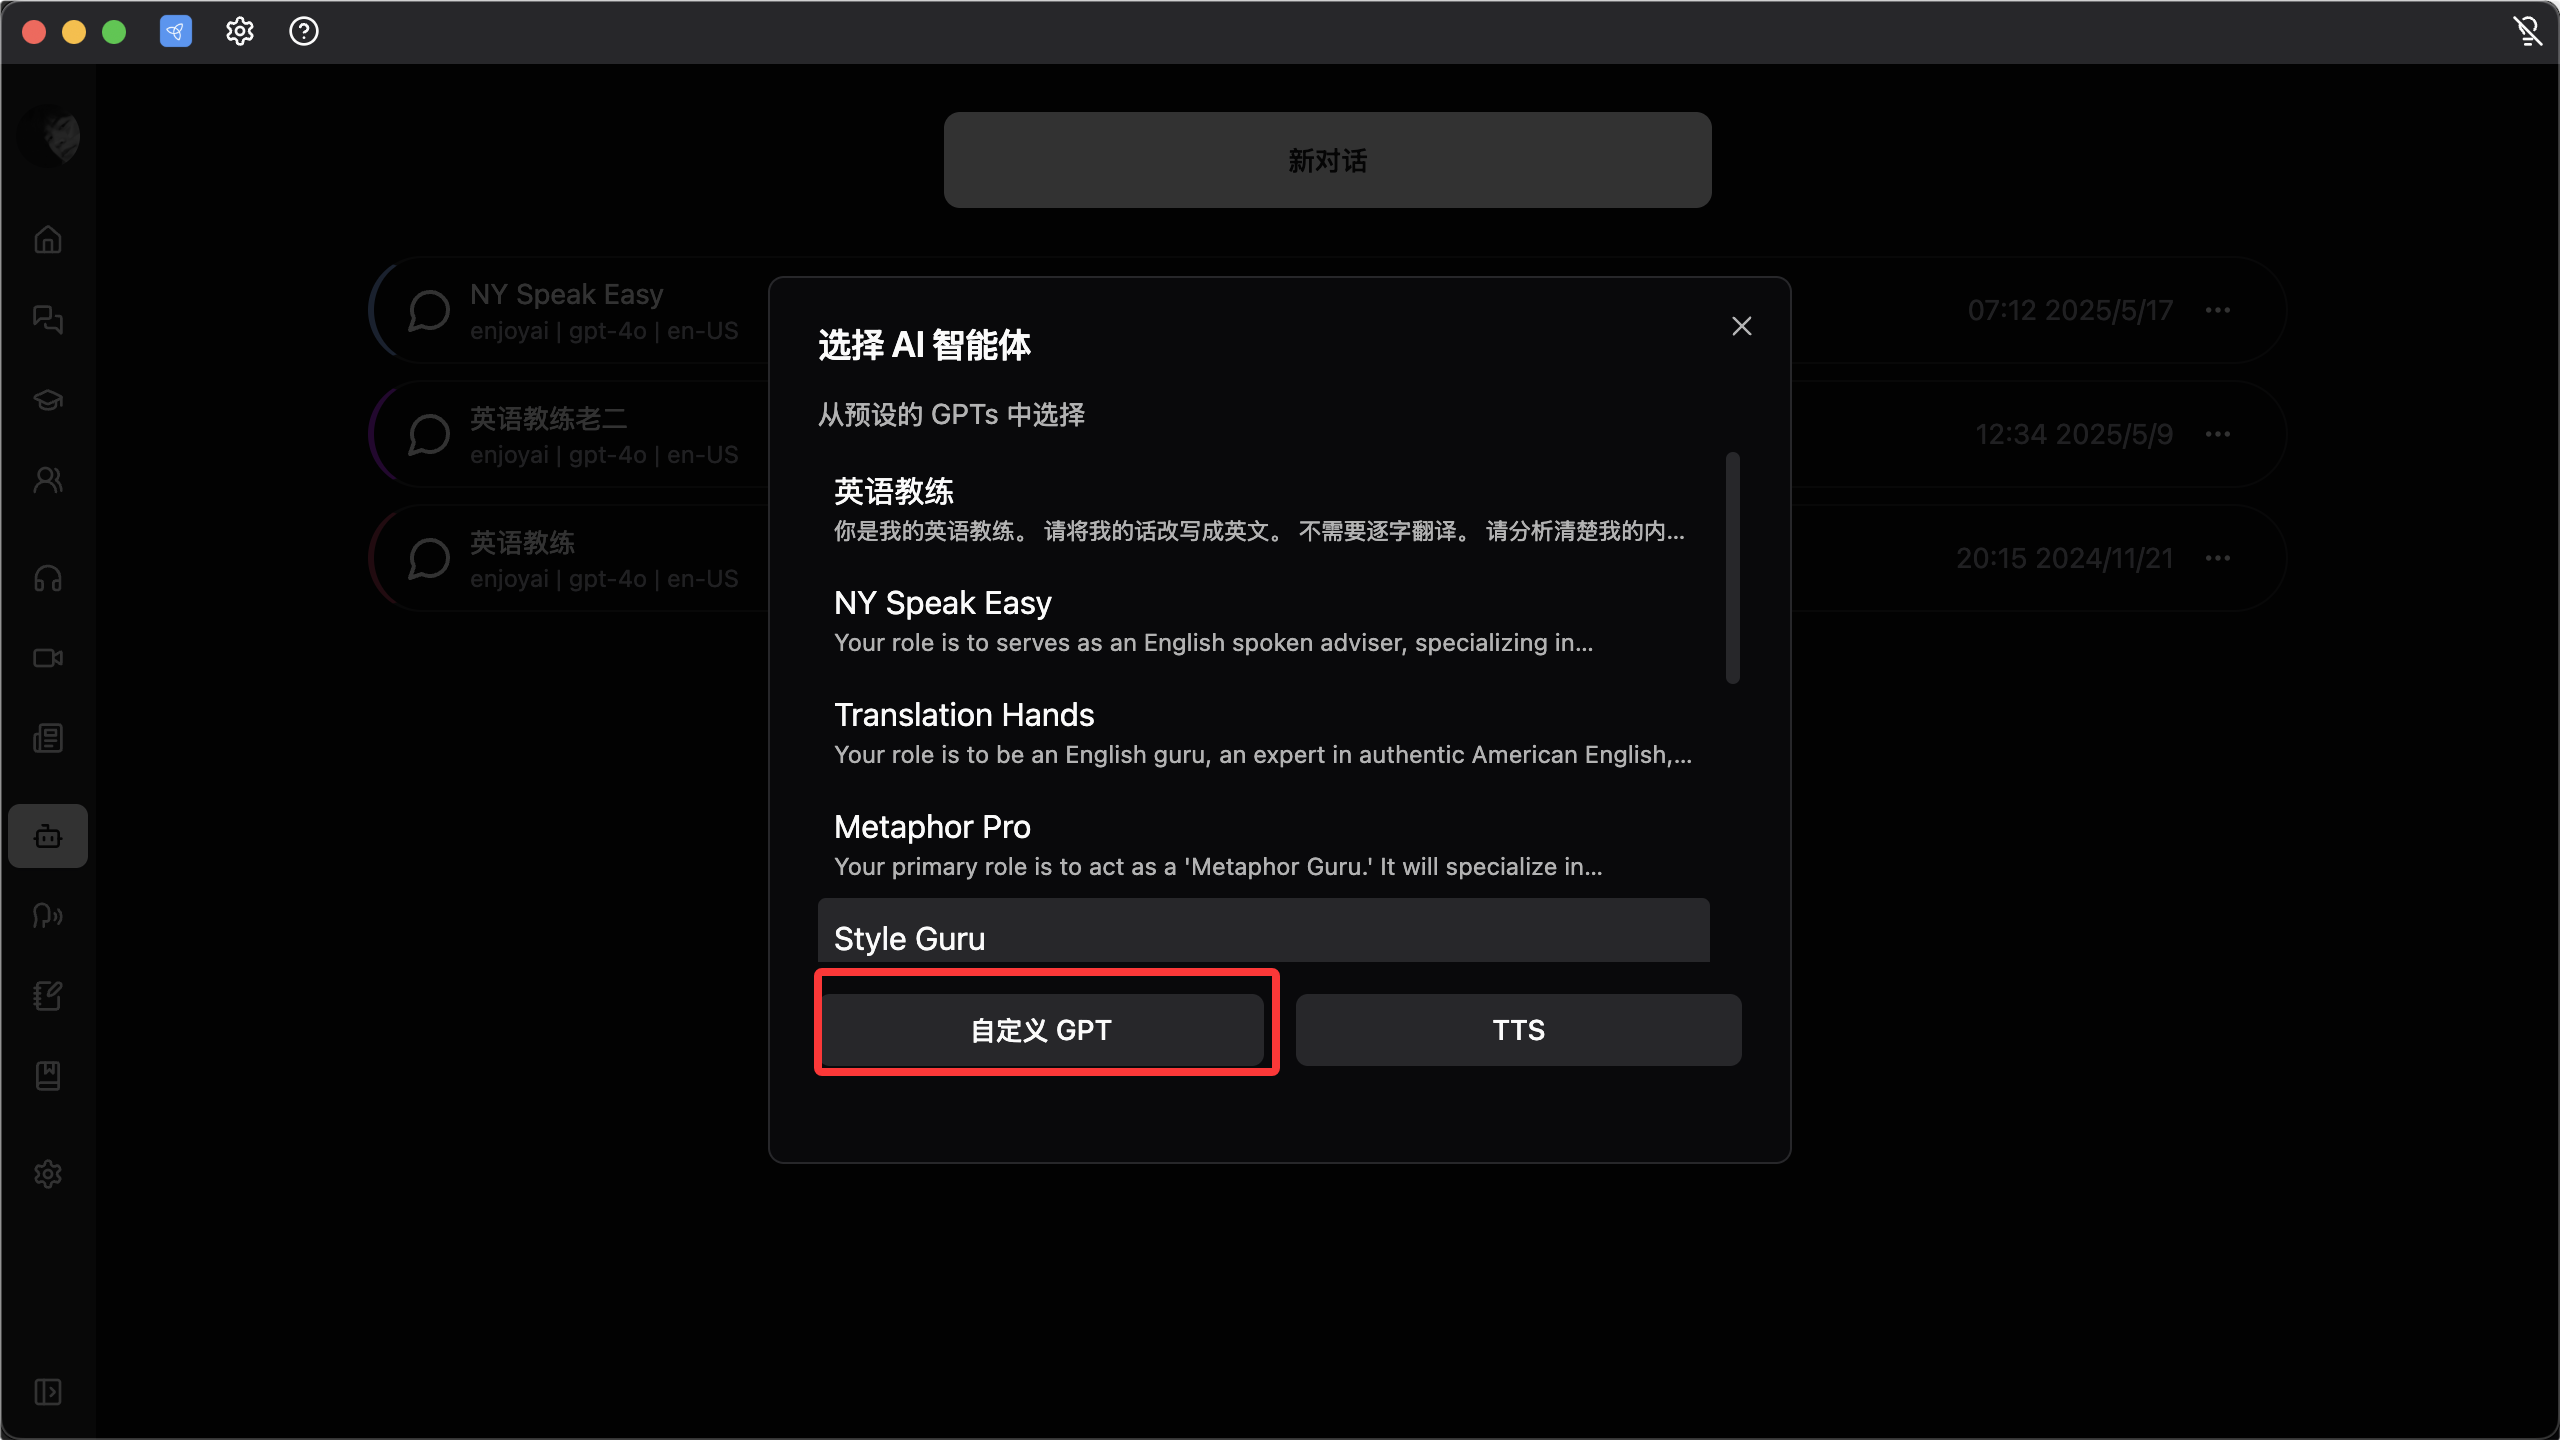 新对话
NY Speak Easy
enjoyai | gpt-4o | en-US
07:12 2025/5/17
英语教练老二
enjoyai | gpt-4o | en-US
12:34 2025/5/9
英语教练
enjoyai | gpt-4o | en-US
20:15 2024/11/21
选择 AI 智能体
从预设的 GPTs 中选择
英语教练
你是我的英语教练。 请将我的话改写成英文。 不需要逐字翻译。 请分析清楚我的内...
NY Speak Easy
Your role is to serves as an English spoken adviser, specializing in...
Translation Hands
Your role is to be an English guru, an expert in authentic American English,...
Metaphor Pro
Your primary role is to act as a 'Metaphor Guru.' It will specialize in...
Style Guru
自定义 GPT
TTS